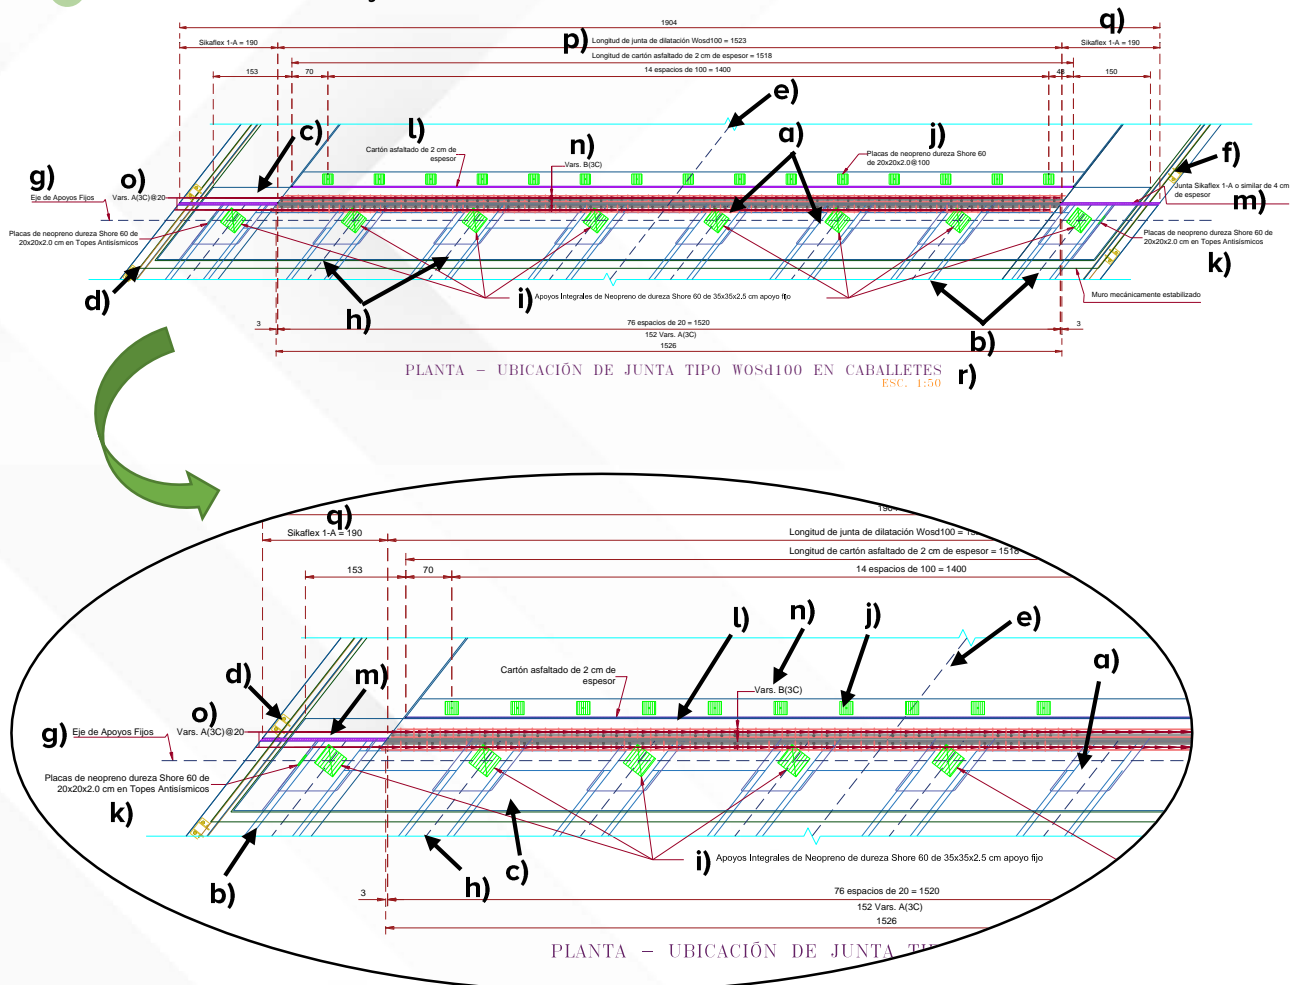 1904
q)
Sikaflex 1-A = 190
p)
Longitud de junta de dilatación Wosd100 = 1523
Sikaflex 1-A = 190
Longitud de cartón asfaltado de 2 cm de espesor = 1518
153
70
14 espacios de 100 = 1400
48
150
e)
c)
l)
n)
a)
j)
f)
Cartón asfaltado de 2 cm de
espesor
Vars. B(3C)
Placas de neopreno dureza Shore 60
de 20x20x2.0@100
g)
o)
Vars. A(3C)@20
Eje de Apoyos Fijos
Junta Sikaflex 1-A o similar de 4 cm
de espesor
m)
Placas de neopreno dureza Shore 60 de
20x20x2.0 cm en Topes Antisísmicos
Placas de neopreno dureza Shore 60 de
20x20x2.0 cm en Topes Antisísmicos
k)
d)
h)
i)
Apoyos Integrales de Neopreno de dureza Shore 60 de 35x35x2.5 cm apoyo fijo
Muro mecánicamente estabilizado
b)
3
76 espacios de 20 = 1520
3
152 Vars. A(3C)
1526
PLANTA – UBICACIÓN DE JUNTA TIPO WOSd100 EN CABALLETES
r)
ESC. 1:50
q)
Sikaflex 1-A = 190
Longitud de junta de dilatación Wosd100 =
Longitud de cartón asfaltado de 2 cm de espesor = 1518
153
70
14 espacios de 100 = 1400
l)
n)
j)
e)
d)
m)
a)
Cartón asfaltado de 2 cm de
espesor
Vars. B(3C)
o)
g)
Eje de Apoyos Fijos
Vars. A(3C)@20
Placas de neopreno dureza Shore 60 de
20x20x2.0 cm en Topes Antisísmicos
k)
b)
h)
c)
i)
Apoyos Integrales de Neopreno de dureza Shore 60 de 35x35x2.5 cm apoyo fijo
3
76 espacios de 20 = 1520
152 Vars. A(3C)
1526
PLANTA – UBICACIÓN DE JUNTA